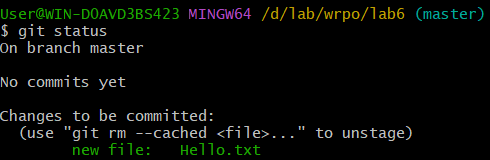 User@WIN-DOAVD3BS423 MINGW64 /d/lab/wrpo/lab6 (master)
$ git status
On branch master
No commits yet
Changes to be committed:
(use "git rm --cached <file>..." to unstage)
new file: Hello.txt